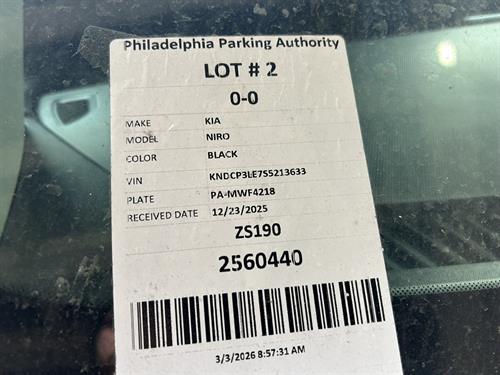 Philadelphia Parking Authority
LOT # 2
0-0
MAKE KIA
MODEL NIRO
COLOR BLACK
VIN KNDCP3LE7S5213633
PLATE PA-MWF4218
RECEIVED DATE 12/23/2025
ZS190
2560440
3/3/2026 8:57:31 AM